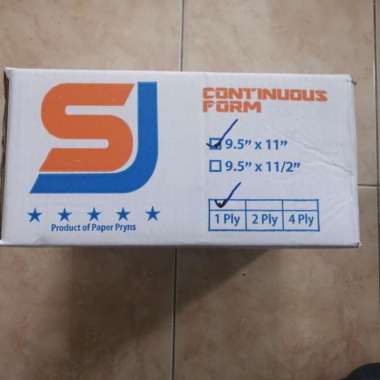 SJ
CONTINUOUS
FORM
9.5" x 11"
9.5" x 11/2"
1 Ply 2 Ply 4 Ply
Product of Paper Pryns